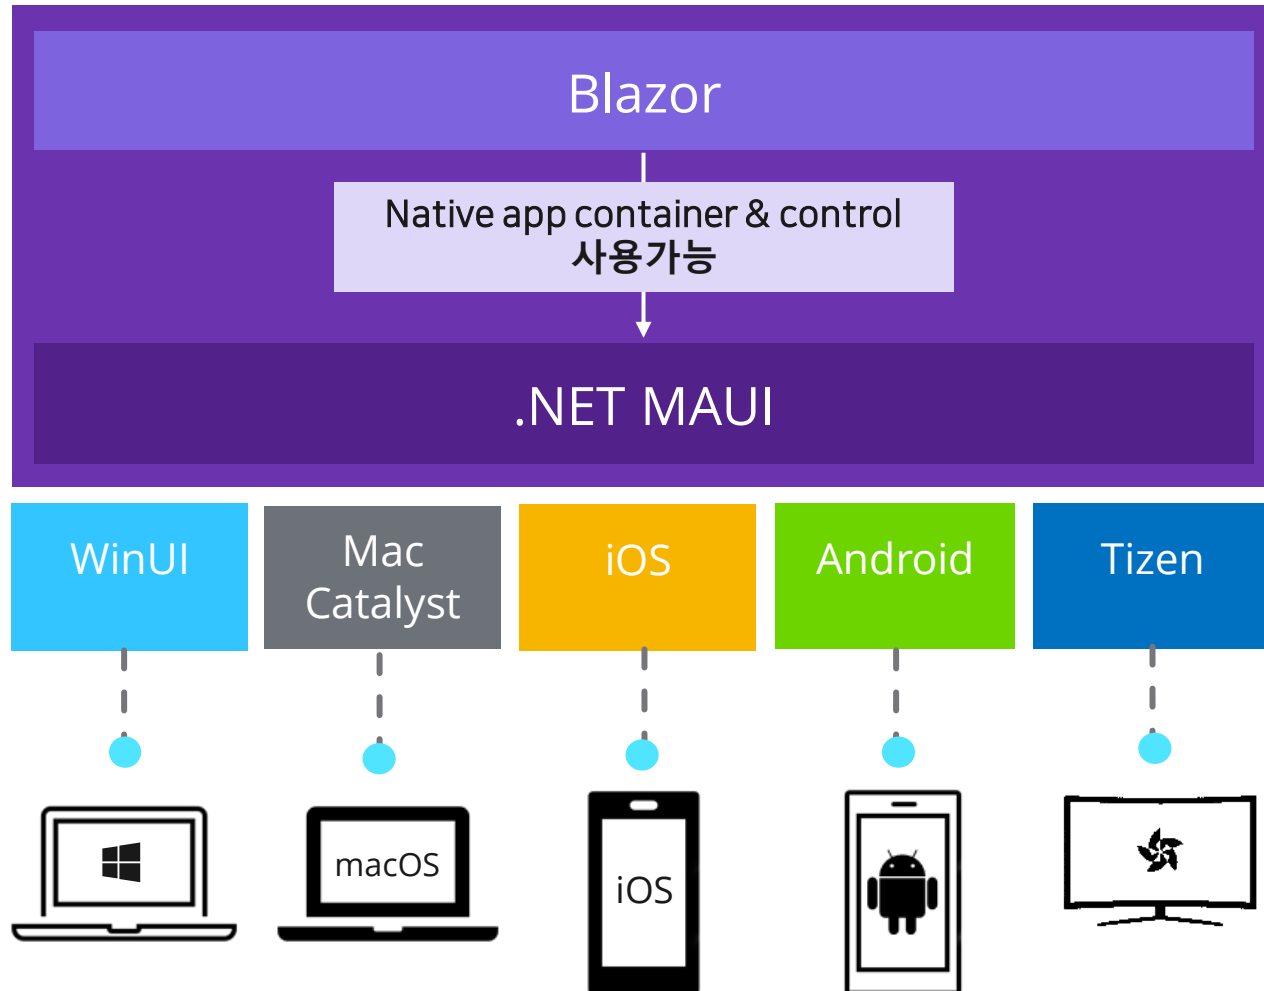 Blazor
Native app container & control
사용가능
.NET MAUI
WinUI
Mac
Catalyst
iOS
Android
Tizen
macOS
iOS